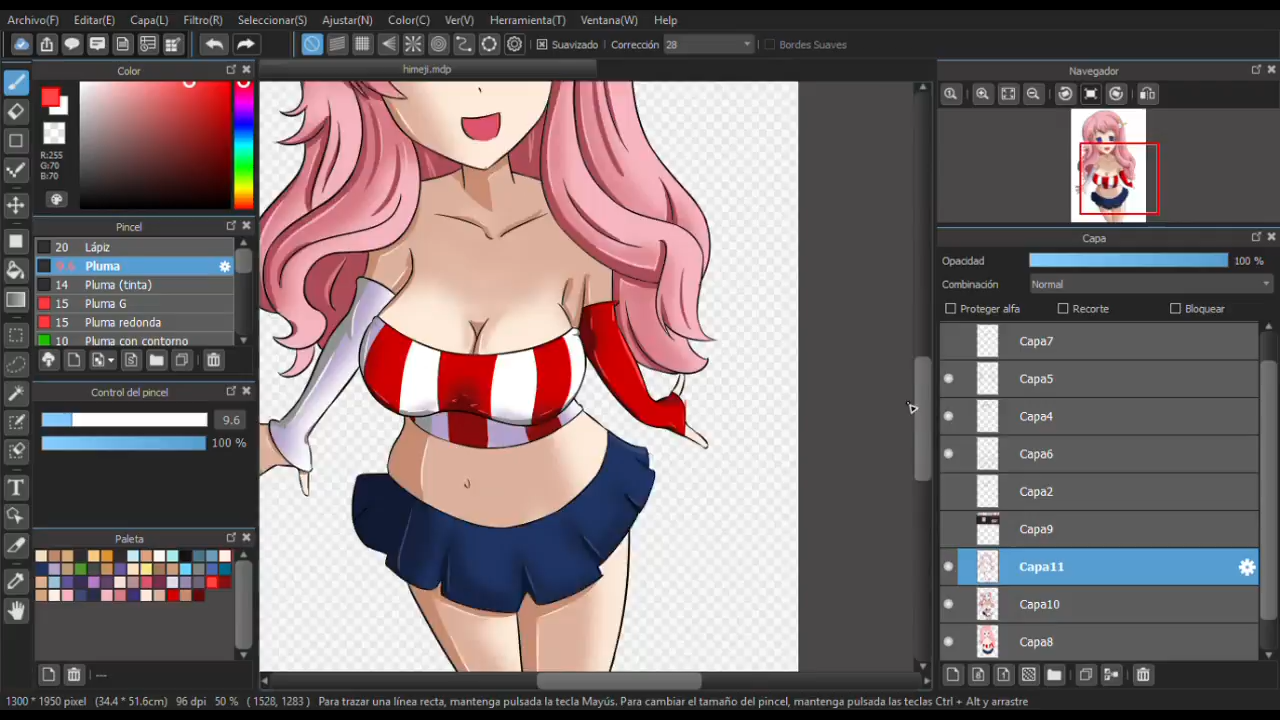 Archivo(F) Editar(E) Capa(L) Filtro(R) Seleccionar(S) Ajustar(N) Color(C) Ver(V) Herramienta(T) Ventana(W) Help
Suavizado Corrección 28 Bordes Suaves
Color
himeji.mdp
Navegador
R:255
G:70
B:70
Pincel
20 Lápiz
9.6 Pluma
14 Pluma (tinta)
15 Pluma G
15 Pluma redonda
10 Pluma con contorno
Control del pincel
9.6
100 %
Paleta
Capa
Opacidad 100 %
Combinación Normal
Proteger alfa Recorte Bloquear
Capa7
Capa5
Capa4
Capa6
Capa2
Capa9
Capa11
Capa10
Capa8
1300 * 1950 pixel (34.4 * 51.6cm) 96 dpi 50 % ( 1528, 1283 ) Para trazar una línea recta, mantenga pulsada la tecla Mayús. Para cambiar el tamaño del pincel, mantenga pulsadas las teclas Ctrl + Alt y arrastre